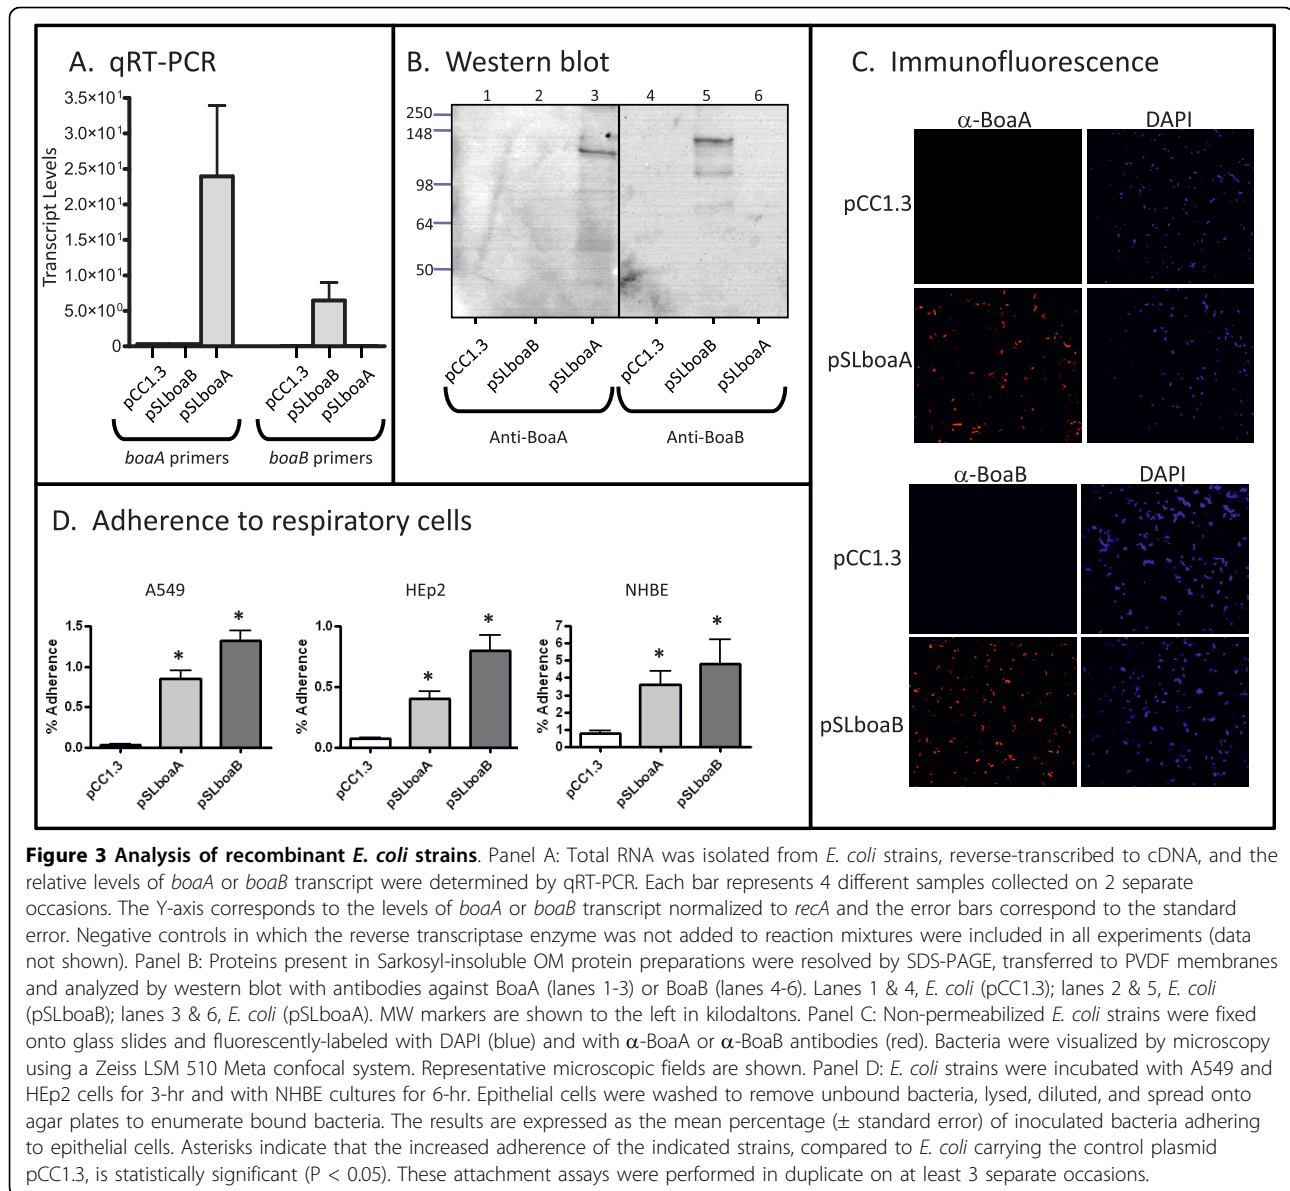 A. qRT-PCR
Transcript Levels
3.5×10¹
3.0×10¹
2.5×10¹
2.0×10¹
1.5×10¹
1.0×10¹
5.0×10⁰
0
pCC1.3
pSLboaB
pSLboaA
pCC1.3
pSLboaB
pSLboaA
boaA primers
boaB primers
B. Western blot
1 2 3 4 5 6
250
148
98
64
50
pCC1.3
pSLboaB
pSLboaA
pCC1.3
pSLboaB
pSLboaA
Anti-BoaA
Anti-BoaB
C. Immunofluorescence
α-BoaA DAPI
pCC1.3
pSLboaA
α-BoaB DAPI
pCC1.3
pSLboaB
D. Adherence to respiratory cells
A549
% Adherence
1.5
1.0
0.5
0.0
*
*
pCC1.3
pSLboaA
pSLboaB
HEp2
% Adherence
1.0
0.5
0.0
*
*
pCC1.3
pSLboaA
pSLboaB
NHBE
% Adherence
7
6
5
4
3
2
1
0
*
*
pCC1.3
pSLboaA
pSLboaB
Figure 3 Analysis of recombinant E. coli strains. Panel A: Total RNA was isolated from E. coli strains, reverse-transcribed to cDNA, and the
relative levels of boaA or boaB transcript were determined by qRT-PCR. Each bar represents 4 different samples collected on 2 separate
occasions. The Y-axis corresponds to the levels of boaA or boaB transcript normalized to recA and the error bars correspond to the standard
error. Negative controls in which the reverse transcriptase enzyme was not added to reaction mixtures were included in all experiments (data
not shown). Panel B: Proteins present in Sarkosyl-insoluble OM protein preparations were resolved by SDS-PAGE, transferred to PVDF membranes
and analyzed by western blot with antibodies against BoaA (lanes 1-3) or BoaB (lanes 4-6). Lanes 1 & 4, E. coli (pCC1.3); lanes 2 & 5, E. coli
(pSLboaB); lanes 3 & 6, E. coli (pSLboaA). MW markers are shown to the left in kilodaltons. Panel C: Non-permeabilized E. coli strains were fixed
onto glass slides and fluorescently-labeled with DAPI (blue) and with α-BoaA or α-BoaB antibodies (red). Bacteria were visualized by microscopy
using a Zeiss LSM 510 Meta confocal system. Representative microscopic fields are shown. Panel D: E. coli strains were incubated with A549 and
HEp2 cells for 3-hr and with NHBE cultures for 6-hr. Epithelial cells were washed to remove unbound bacteria, lysed, diluted, and spread onto
agar plates to enumerate bound bacteria. The results are expressed as the mean percentage (± standard error) of inoculated bacteria adhering
to epithelial cells. Asterisks indicate that the increased adherence of the indicated strains, compared to E. coli carrying the control plasmid
pCC1.3, is statistically significant (P < 0.05). These attachment assays were performed in duplicate on at least 3 separate occasions.